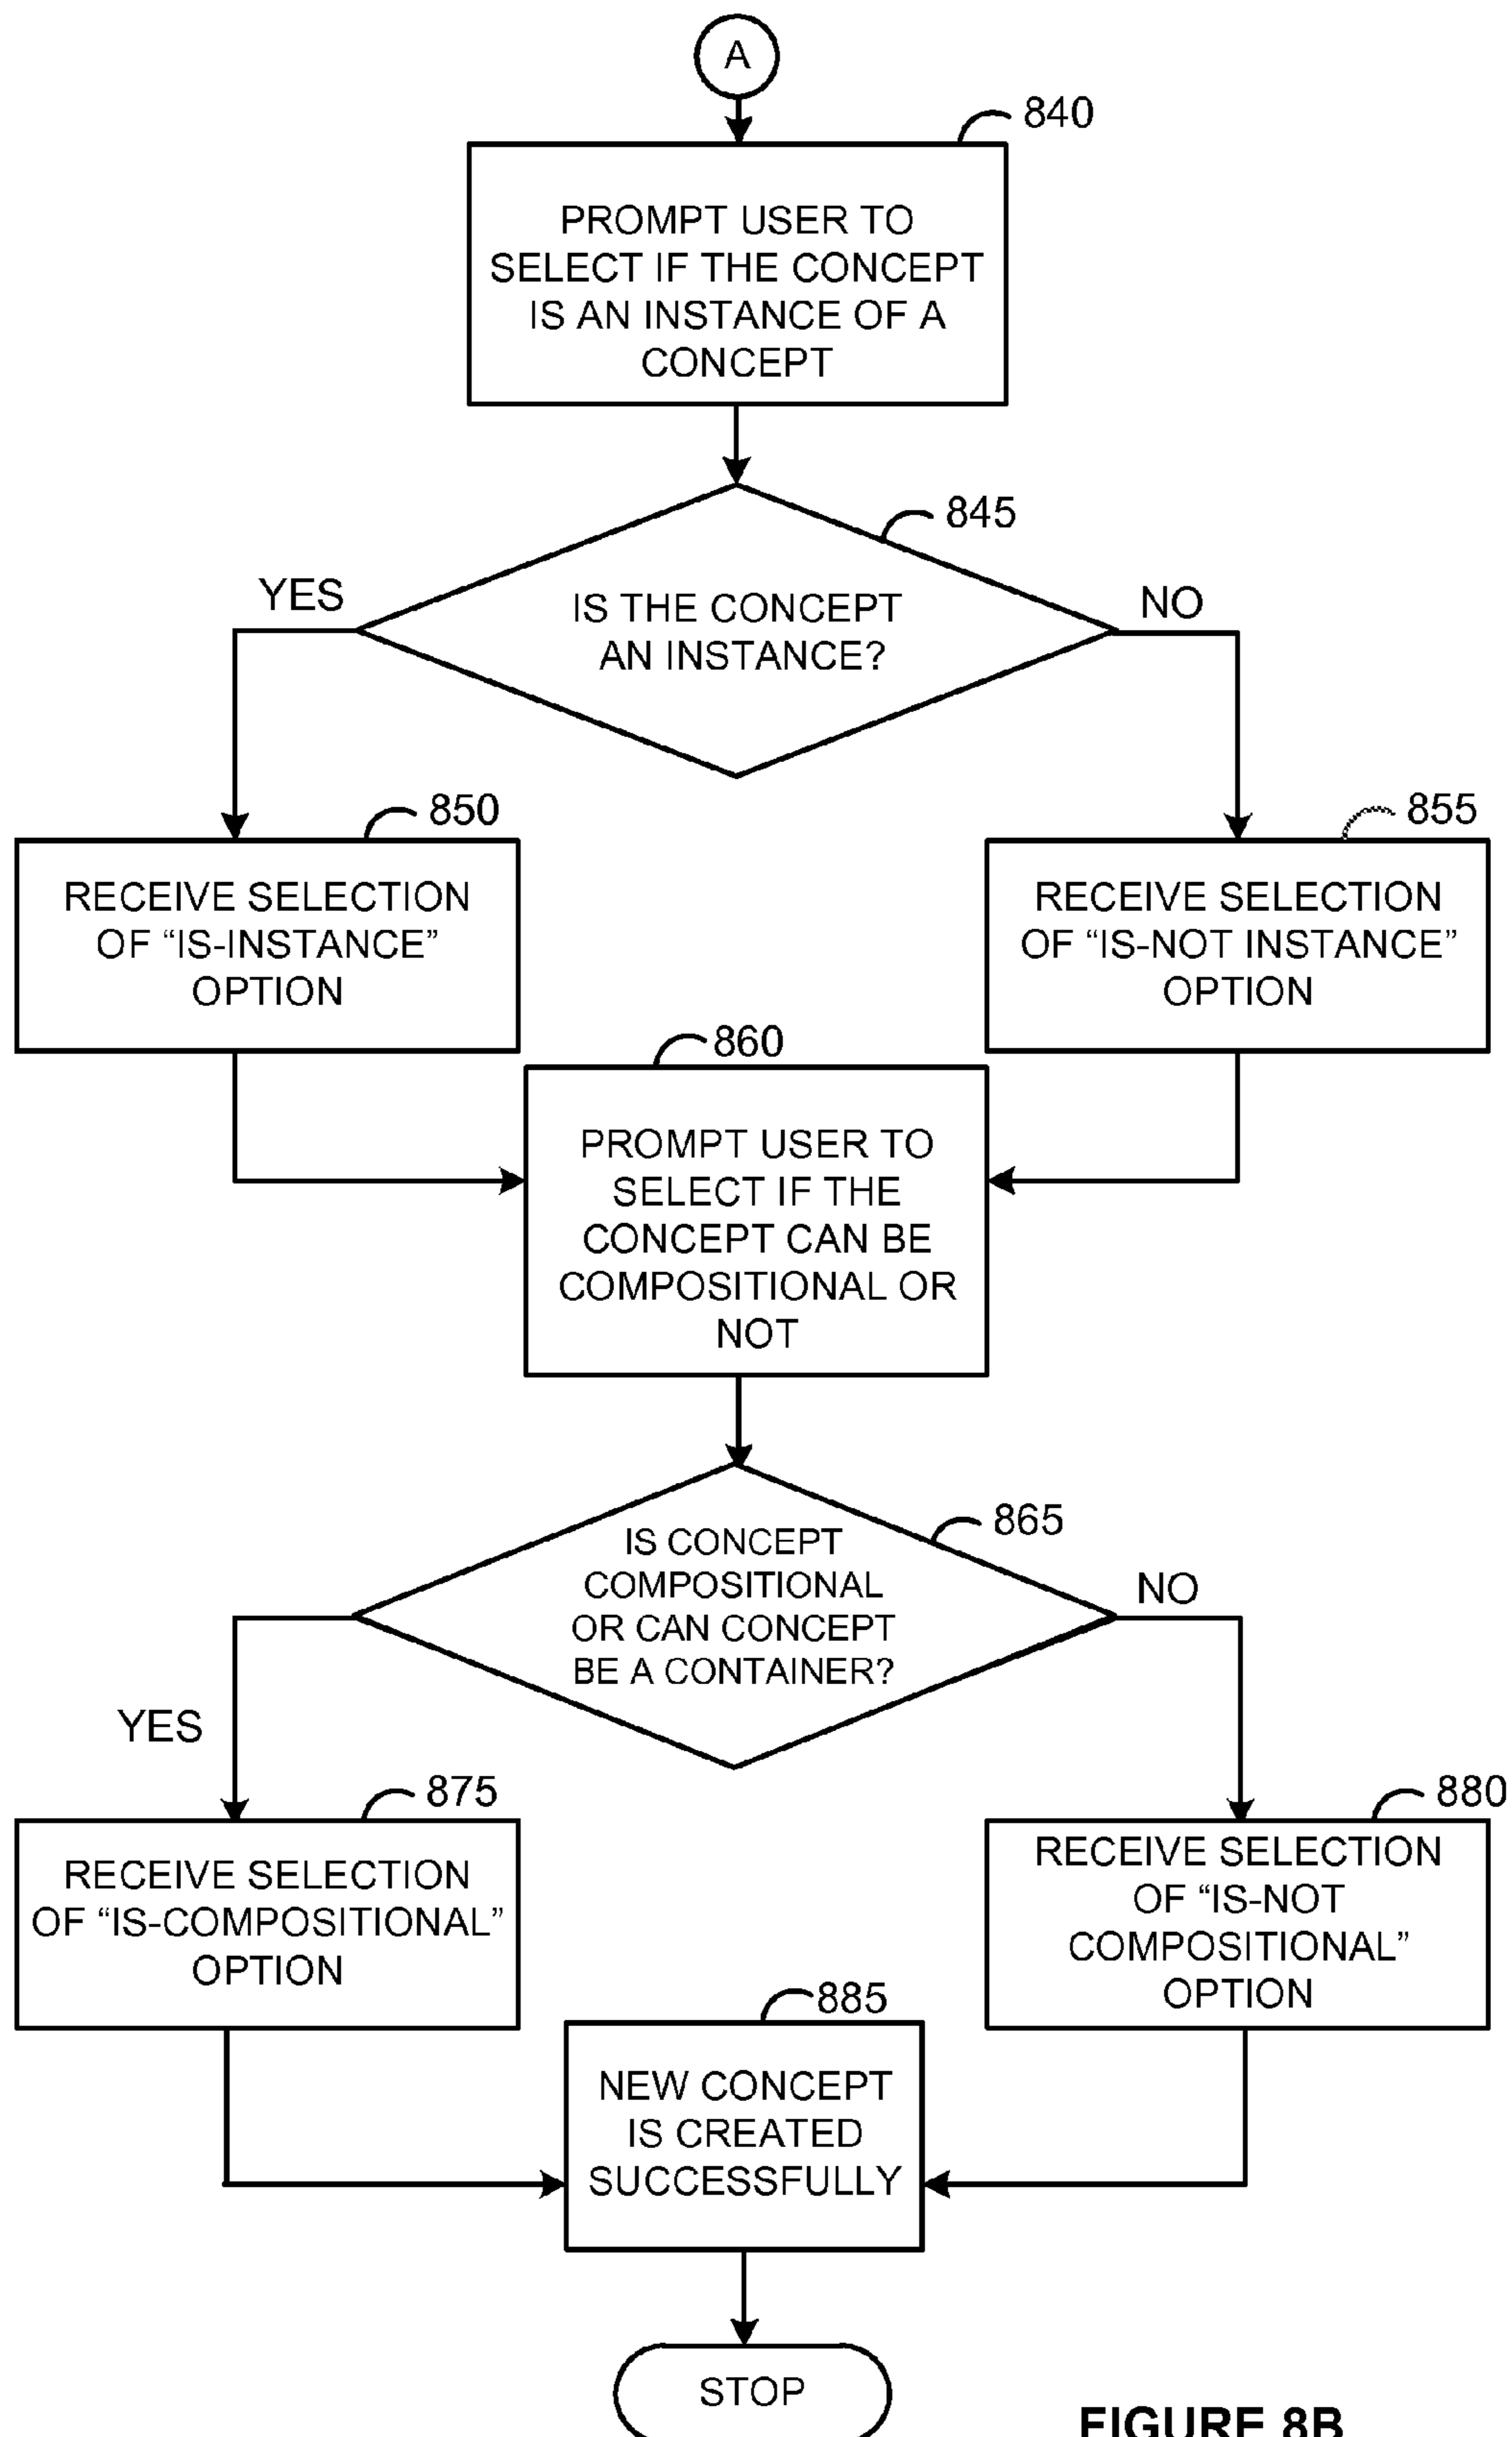 A
840
PROMPT USER TO
SELECT IF THE CONCEPT
IS AN INSTANCE OF A
CONCEPT
845
YES
IS THE CONCEPT
AN INSTANCE?
NO
850
855
RECEIVE SELECTION
OF “IS-INSTANCE”
OPTION
RECEIVE SELECTION
OF “IS-NOT INSTANCE”
OPTION
860
PROMPT USER TO
SELECT IF THE
CONCEPT CAN BE
COMPOSITIONAL OR
NOT
865
IS CONCEPT
COMPOSITIONAL
OR CAN CONCEPT
BE A CONTAINER?
NO
YES
875
880
RECEIVE SELECTION
OF “IS-COMPOSITIONAL”
OPTION
RECEIVE SELECTION
OF “IS-NOT
COMPOSITIONAL”
OPTION
885
NEW CONCEPT
IS CREATED
SUCCESSFULLY
STOP
FIGURE 8B